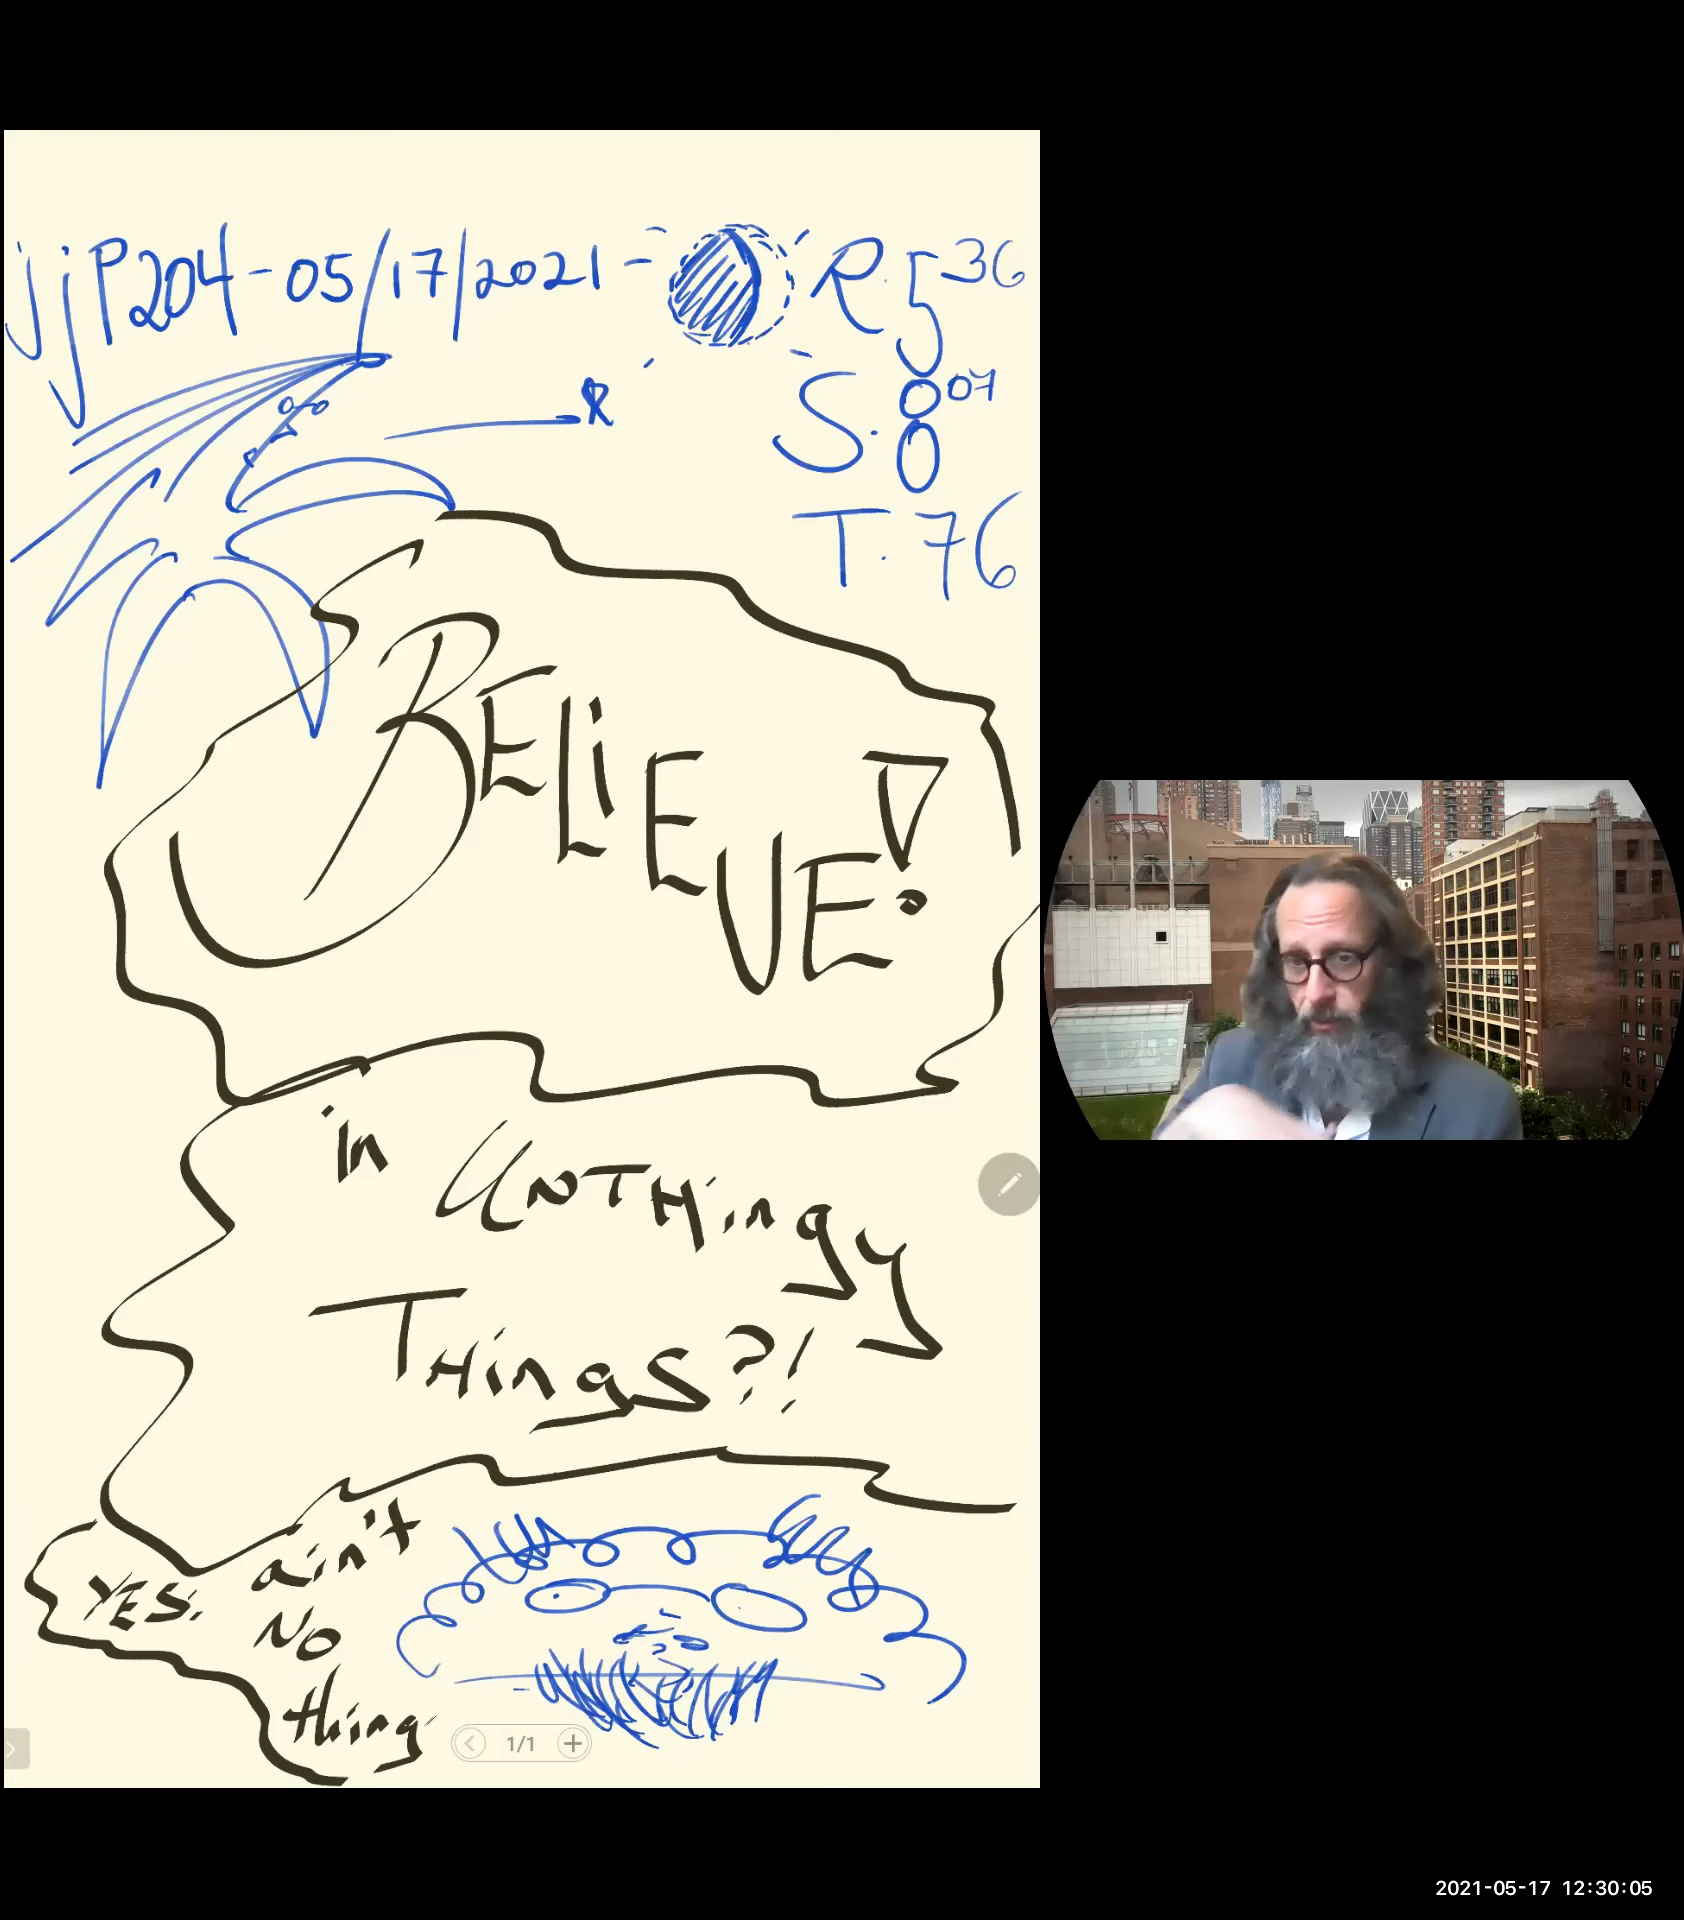 jjP204-05/17/2021-
R. 5 36
S. 8 07
0
T. 76
BELiEVE!
in UNTHingy
THings?!
YES. ain't
NO
thing
1/1
2021-05-17 12:30:05